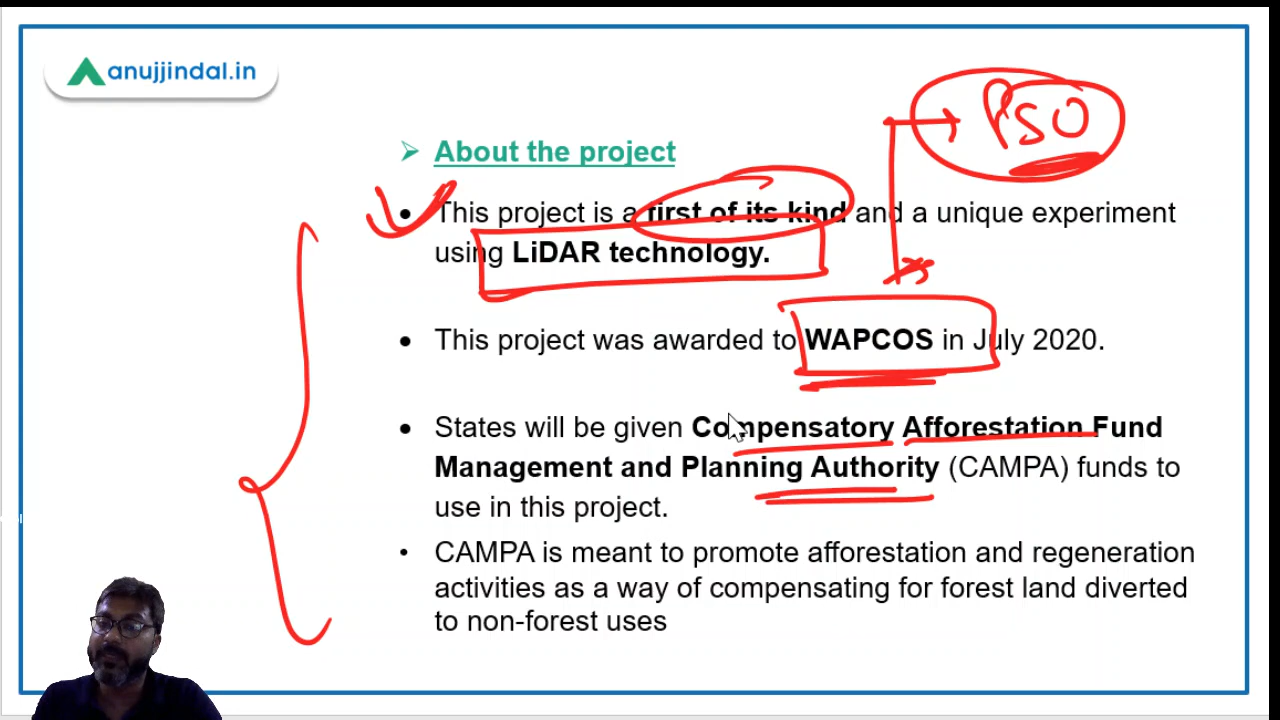 anujjindal.in
PSO
➢ About the project
• This project is a first of its kind and a unique experiment
using LiDAR technology.
• This project was awarded to WAPCOS in July 2020.
• States will be given Compensatory Afforestation Fund
Management and Planning Authority (CAMPA) funds to
use in this project.
• CAMPA is meant to promote afforestation and regeneration
activities as a way of compensating for forest land diverted
to non-forest uses